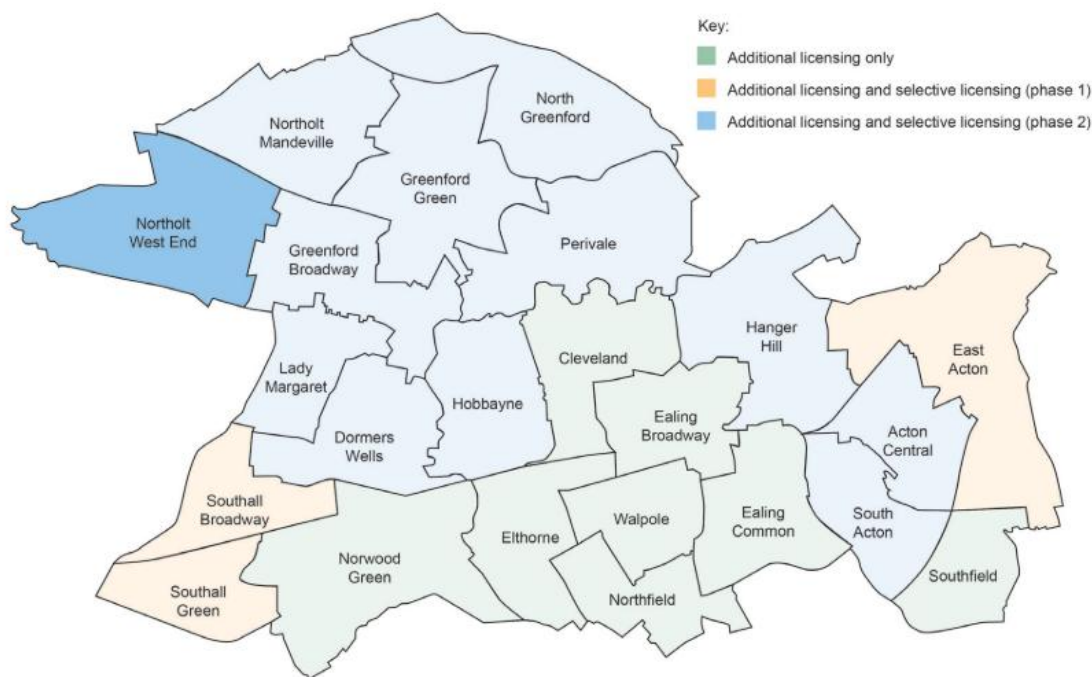 Key:
Additional licensing only
Additional licensing and selective licensing (phase 1)
Additional licensing and selective licensing (phase 2)
North
Greenford
Northolt
Mandeville
Greenford
Green
Northolt
West End
Greenford
Broadway
Perivale
Hanger
Hill
East
Acton
Cleveland
Lady
Margaret
Hobbayne
Ealing
Broadway
Acton
Central
Dormers
Wells
Southall
Broadway
Walpole
Ealing
Common
South
Acton
Elthorne
Norwood
Green
Southall
Green
Northfield
Southfield